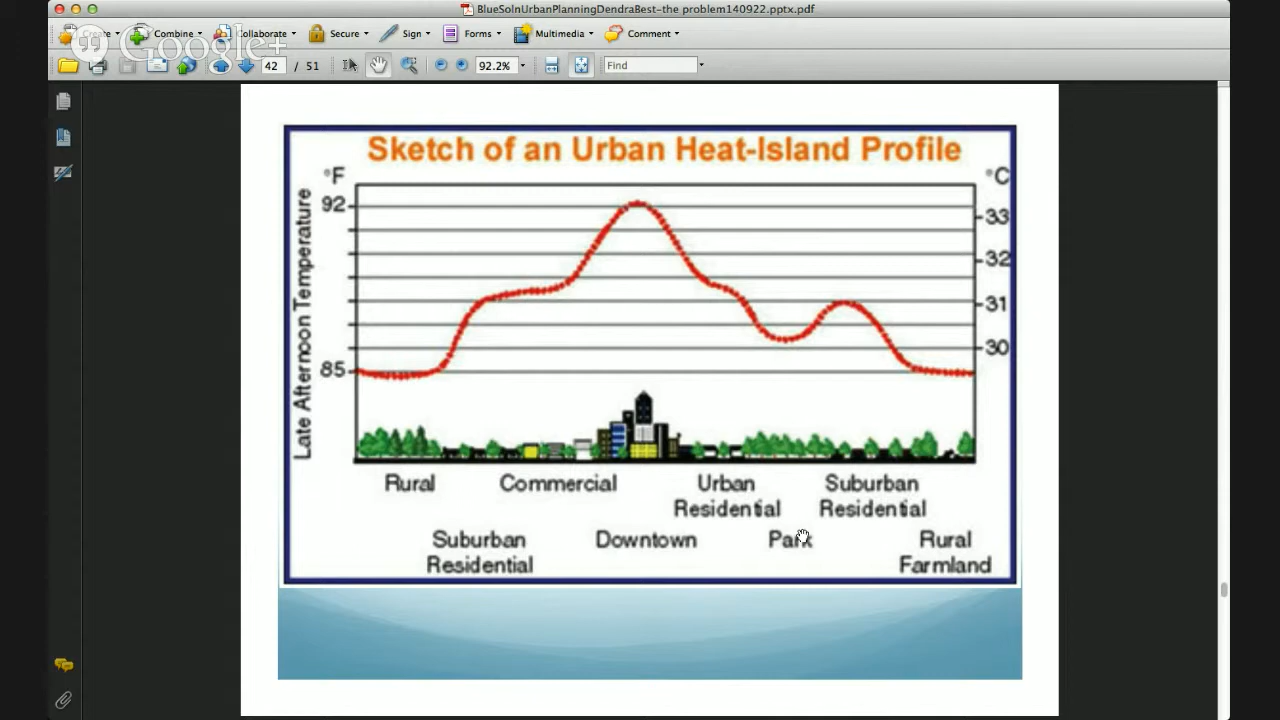 BlueSolnUrbanPlanningDendraBest-the problem140922.pptx.pdf
Create Combine Collaborate Secure Sign Forms Multimedia Comment
Google+
42 / 51 92.2% Find
Sketch of an Urban Heat-Island Profile
°F °C
92
33
32
31
30
85
Late Afternoon Temperature
Rural Commercial Urban Residential Suburban Residential
Suburban Residential Downtown Park Rural Farmland